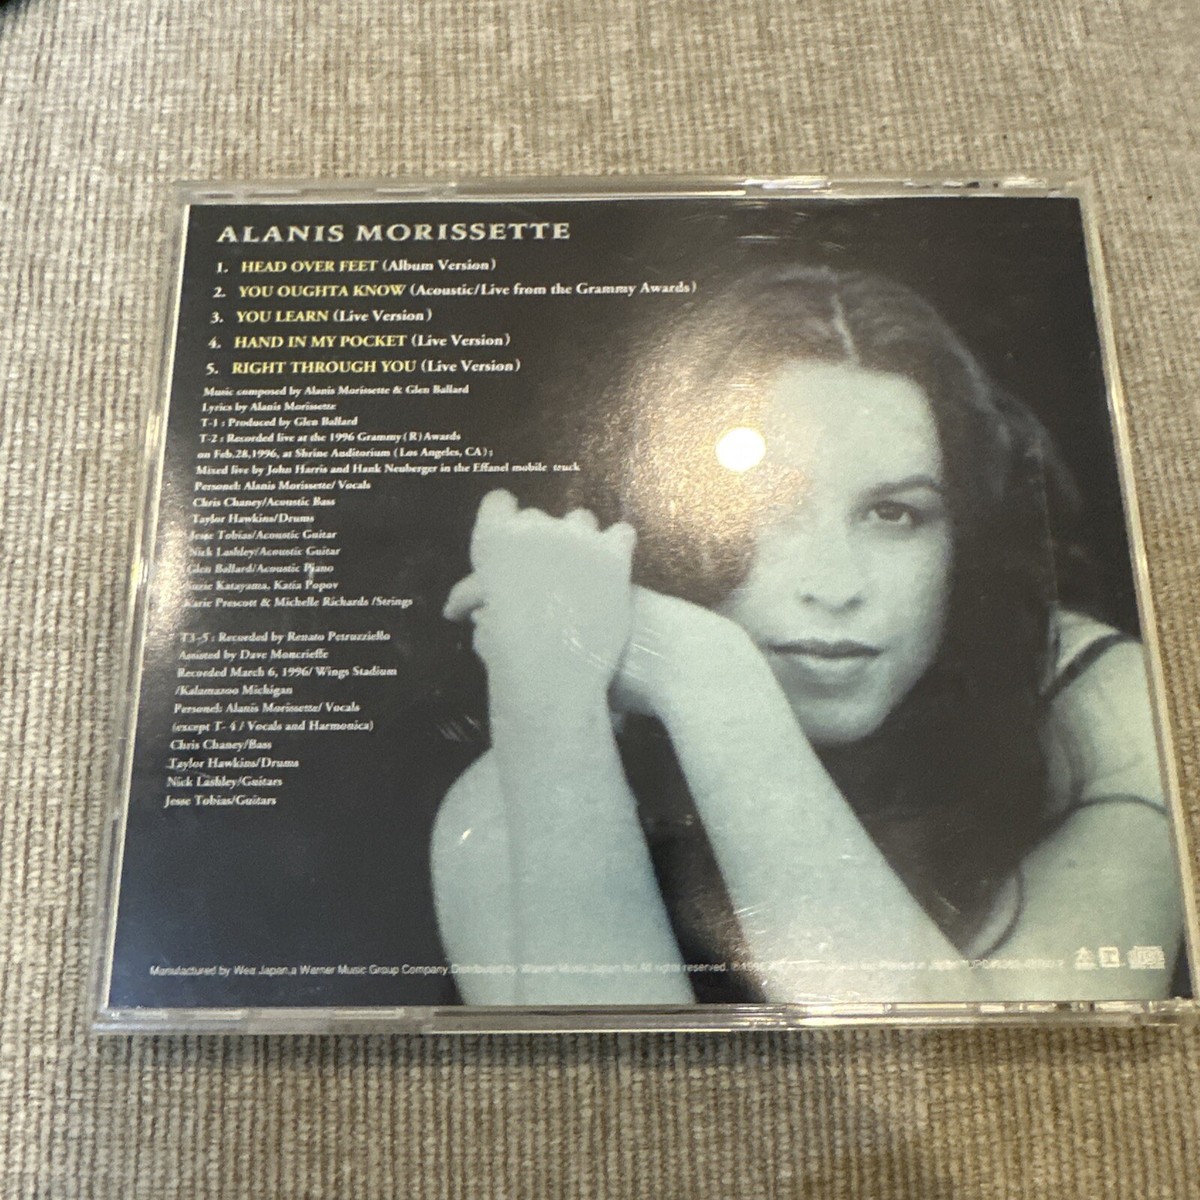 ALANIS MORISSETTE
1. HEAD OVER FEET (Album Version)
2. YOU OUGHTA KNOW (Acoustic/Live from the Grammy Awards)
3. YOU LEARN (Live Version)
4. HAND IN MY POCKET (Live Version)
5. RIGHT THROUGH YOU (Live Version)
Music composed by Alanis Morissette & Glen Ballard
Lyrics by Alanis Morissette
T-1 : Produced by Glen Ballard
T-2 : Recorded live at the 1996 Grammy(R)Awards
on Feb.28,1996, at Shrine Auditorium (Los Angeles, CA);
Mixed live by John Harris and Hank Neuberger in the Effanel mobile truck
Personel: Alanis Morissette/ Vocals
Chris Chaney/Acoustic Bass
Taylor Hawkins/Drums
Jesse Tobias/Acoustic Guitar
Nick Lashley/Acoustic Guitar
Glen Ballard/Acoustic Piano
Suzie Katayama, Katia Popov
Karie Prescott & Michelle Richards /Strings
T3-5 : Recorded by Renato Petruzziello
Assisted by Dave Moncrieffe
Recorded March 6, 1996/ Wings Stadium
/Kalamazoo Michigan
Personel: Alanis Morissette/ Vocals
(except T- 4 / Vocals and Harmonica)
Chris Chaney/Bass
Taylor Hawkins/Drums
Nick Lashley/Guitars
Jesse Tobias/Guitars
Manufactured by Wea Japan,a Warner Music Group Company.Distributed by Warner Music Japan Inc.All rights reserved.